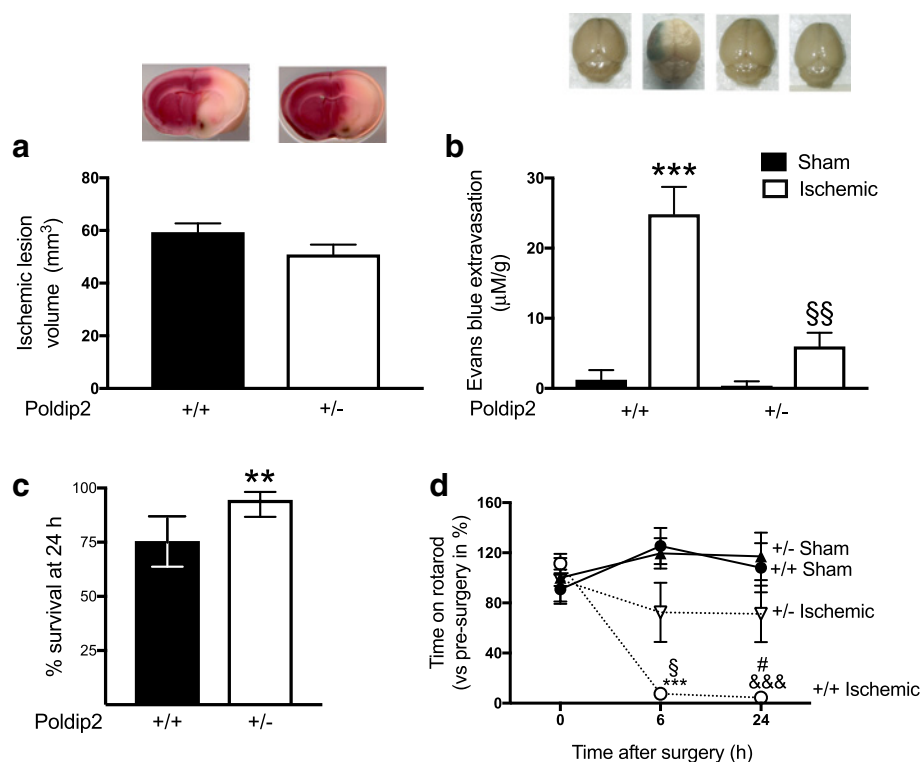 a
Ischemic lesion
volume (mm³)
80
60
40
20
0
Poldip2 +/+ +/-
b
Sham
Ischemic
Evans blue extravasation
(µM/g)
30
20
10
0
***
§§
Poldip2 +/+ +/-
c
% survival at 24 h
100
75
50
25
**
Poldip2 +/+ +/-
d
Time on rotarod
(vs pre-surgery in %)
160
120
80
40
0
+/- Sham
+/+ Sham
+/- Ischemic
§
***
#
&&&
+/+ Ischemic
0 6 24
Time after surgery (h)